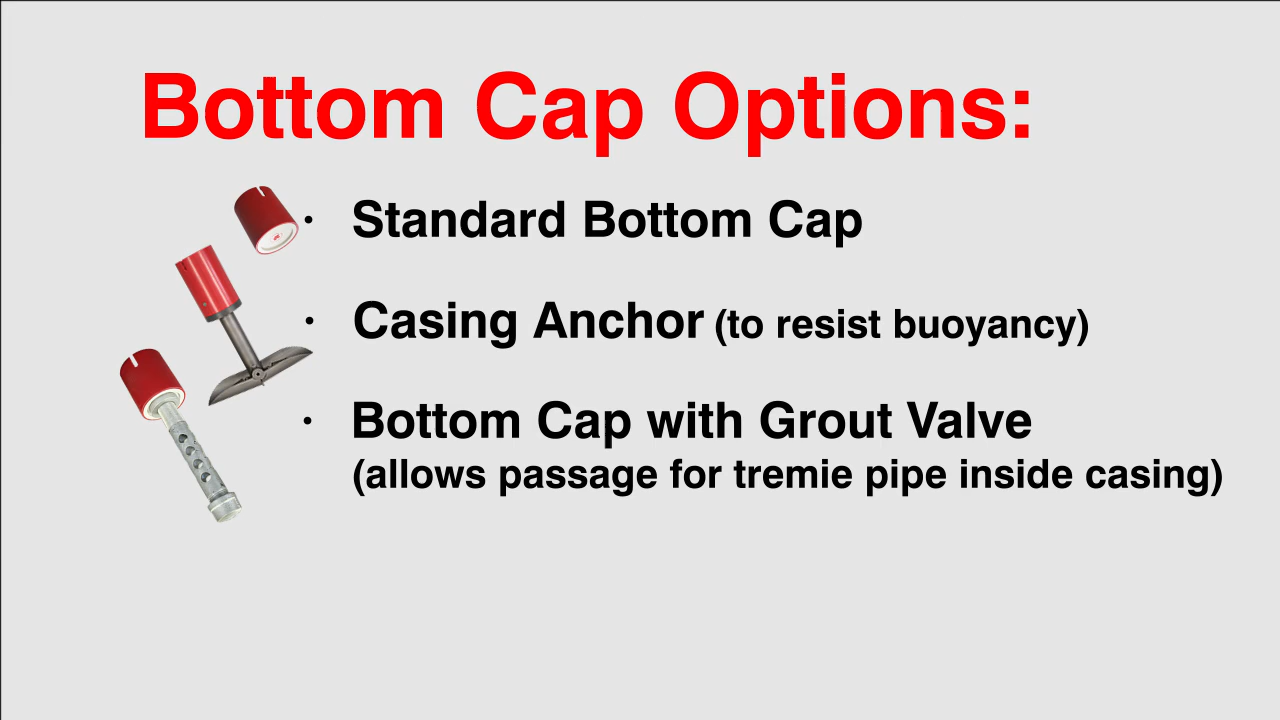 Bottom Cap Options:
· Standard Bottom Cap
· Casing Anchor (to resist buoyancy)
· Bottom Cap with Grout Valve
(allows passage for tremie pipe inside casing)